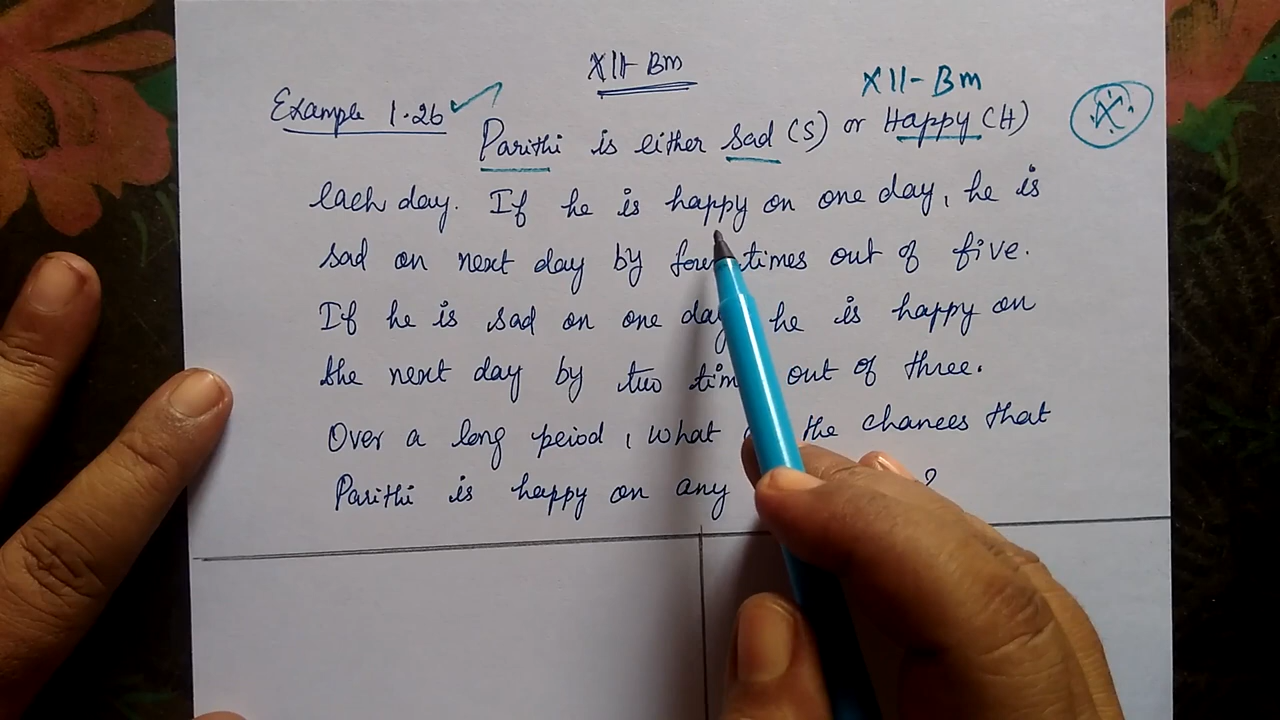 XII-Bm
XII-Bm
Example 1.26
Parithi is either sad (S) or Happy (H)
each day. If he is happy on one day, he is
sad on next day by four times out of five.
If he is sad on one day he is happy on
the next day by two tim out of three.
Over a long peiod, what the chances that
Parithi is happy on any ?